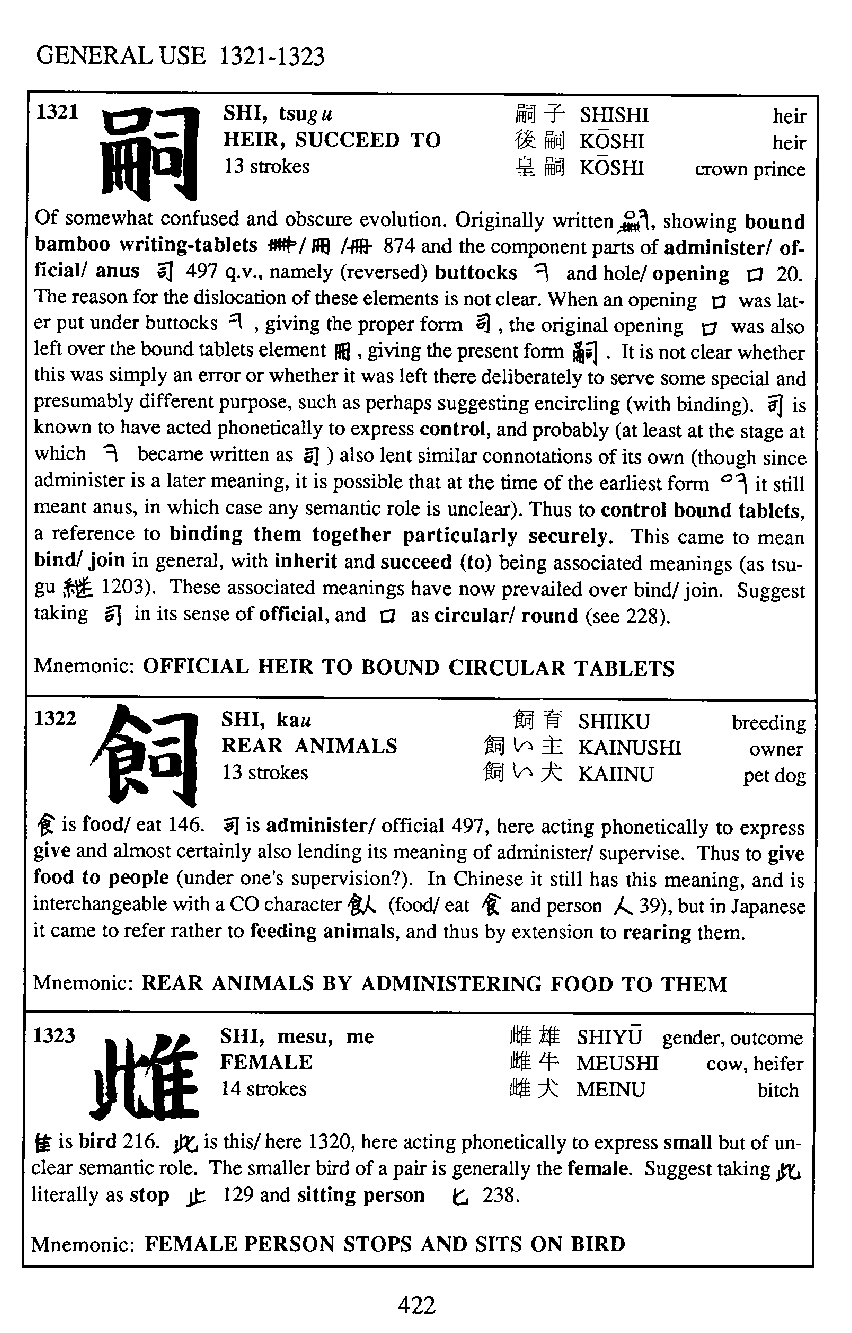 GENERAL USE 1321-1323
1321 嗣 SHI, tsugu 嗣子 SHISHI heir
HEIR, SUCCEED TO 後嗣 KŌSHI heir
13 strokes 皇嗣 KŌSHI crown prince
Of somewhat confused and obscure evolution. Originally written , showing bound
bamboo writing-tablets 874 and the component parts of administer/ of-
ficial/ anus 司 497 q.v., namely (reversed) buttocks and hole/ opening 口 20.
The reason for the dislocation of these elements is not clear. When an opening 口 was lat-
er put under buttocks , giving the proper form 司 , the original opening 口 was also
left over the bound tablets element 冊 , giving the present form 嗣 . It is not clear whether
this was simply an error or whether it was left there deliberately to serve some special and
presumably different purpose, such as perhaps suggesting encircling (with binding). 司 is
known to have acted phonetically to express control, and probably (at least at the stage at
which became written as 司 ) also lent similar connotations of its own (though since
administer is a later meaning, it is possible that at the time of the earliest form it still
meant anus, in which case any semantic role is unclear). Thus to control bound tablets,
a reference to binding them together particularly securely. This came to mean
bind/ join in general, with inherit and succeed (to) being associated meanings (as tsu-
gu 継 1203). These associated meanings have now prevailed over bind/ join. Suggest
taking 司 in its sense of official, and 口 as circular/ round (see 228).
Mnemonic: OFFICIAL HEIR TO BOUND CIRCULAR TABLETS
1322 飼 SHI, kau 飼育 SHIIKU breeding
REAR ANIMALS 飼い主 KAINUSHI owner
13 strokes 飼い犬 KAIINU pet dog
食 is food/ eat 146. 司 is administer/ official 497, here acting phonetically to express
give and almost certainly also lending its meaning of administer/ supervise. Thus to give
food to people (under one's supervision?). In Chinese it still has this meaning, and is
interchangeable with a CO character 飤 (food/ eat 食 and person 人 39), but in Japanese
it came to refer rather to feeding animals, and thus by extension to rearing them.
Mnemonic: REAR ANIMALS BY ADMINISTERING FOOD TO THEM
1323 雌 SHI, mesu, me 雌雄 SHIYŪ gender, outcome
FEMALE 雌牛 MEUSHI cow, heifer
14 strokes 雌犬 MEINU bitch
隹 is bird 216. 此 is this/ here 1320, here acting phonetically to express small but of un-
clear semantic role. The smaller bird of a pair is generally the female. Suggest taking 此
literally as stop 止 129 and sitting person 匕 238.
Mnemonic: FEMALE PERSON STOPS AND SITS ON BIRD
422